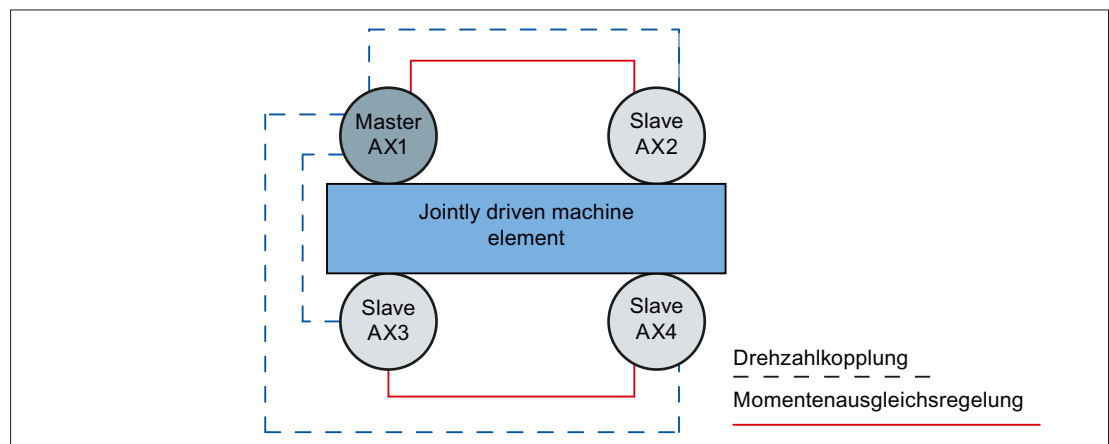 Master
AX1
Slave
AX2
Jointly driven machine
element
Slave
AX3
Slave
AX4
Drehzahlkopplung
Momentenausgleichsregelung